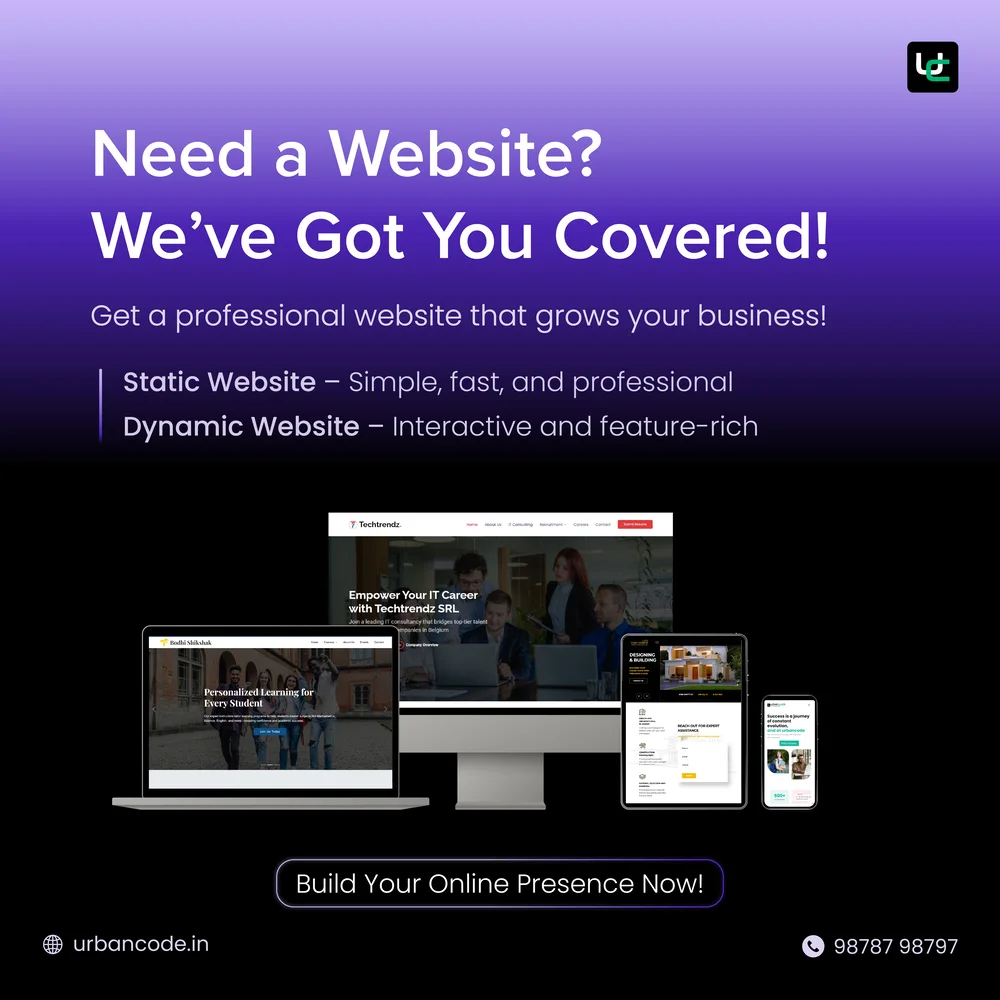 UC
Need a Website?
We've Got You Covered!
Get a professional website that grows your business!
Static Website – Simple, fast, and professional
Dynamic Website – Interactive and feature-rich
Techtrendz.
Home About Us IT Consulting Recruitment Careers Contact
Empower Your IT Career
with Techtrendz SRL
Join a leading IT consultancy that bridges top-tier talent
companies in Belgium
Company Overview
Bodhi Shikshak
Personalized Learning for
Every Student
Join Us Today
DESIGNING
& BUILDING
REACH OUT FOR EXPERT
ASSISTANCE
Success is a journey
of constant
evolution,
and at urbancode
500+
Build Your Online Presence Now!
urbancode.in
98787 98797